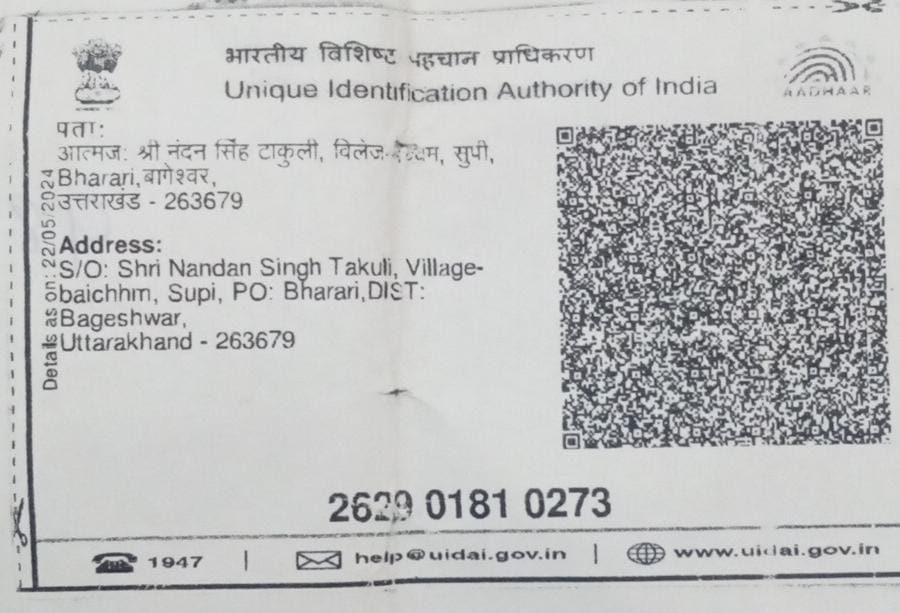 भारतीय विशिष्ट पहचान प्राधिकरण
Unique Identification Authority of India
AADHAAR
पता:
आत्मज: श्री नंदन सिंह टाकुली, विलेज- सुपी,
Bharari, बागेश्वर,
उत्तराखंड - 263679
Address:
S/O: Shri Nandan Singh Takuli, Village-
baichhm, Supi, PO: Bharari,DIST:
Bageshwar,
Uttarakhand - 263679
Details as on: 22/05/2024
2629 0181 0273
1947 | help@uidai.gov.in | www.uidai.gov.in